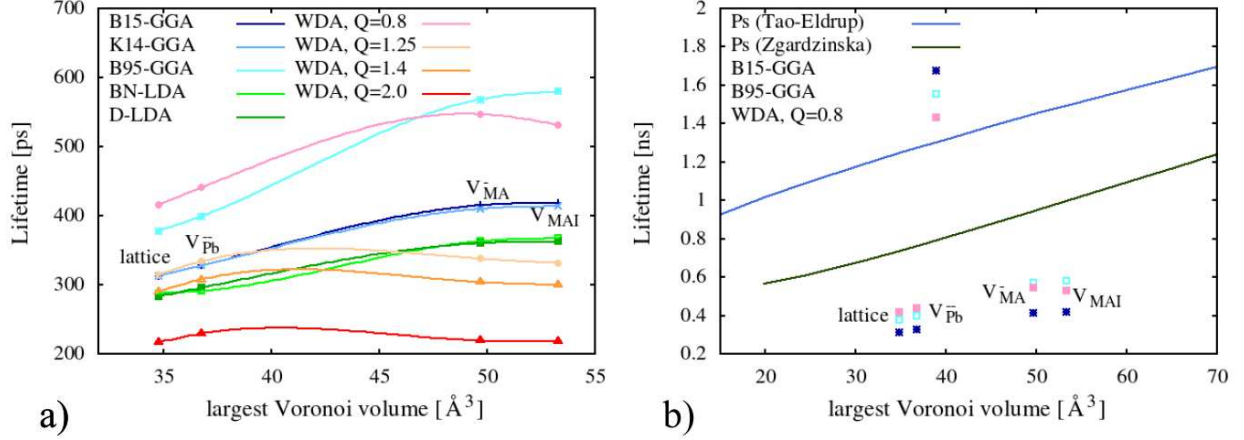 700
600
500
400
300
200
Lifetime [ps]
B15-GGA
K14-GGA
B95-GGA
BN-LDA
D-LDA
WDA, Q=0.8
WDA, Q=1.25
WDA, Q=1.4
WDA, Q=2.0
lattice
V⁼Pb
V⁻MA
VMAI
35 40 45 50 55
largest Voronoi volume [Å³]
a)
2
1.8
1.6
1.4
1.2
1
0.8
0.6
0.4
0.2
Lifetime [ns]
Ps (Tao-Eldrup)
Ps (Zgardzinska)
B15-GGA
B95-GGA
WDA, Q=0.8
lattice
V⁼Pb
V⁻MA
VMAI
20 30 40 50 60 70
largest Voronoi volume [Å³]
b)